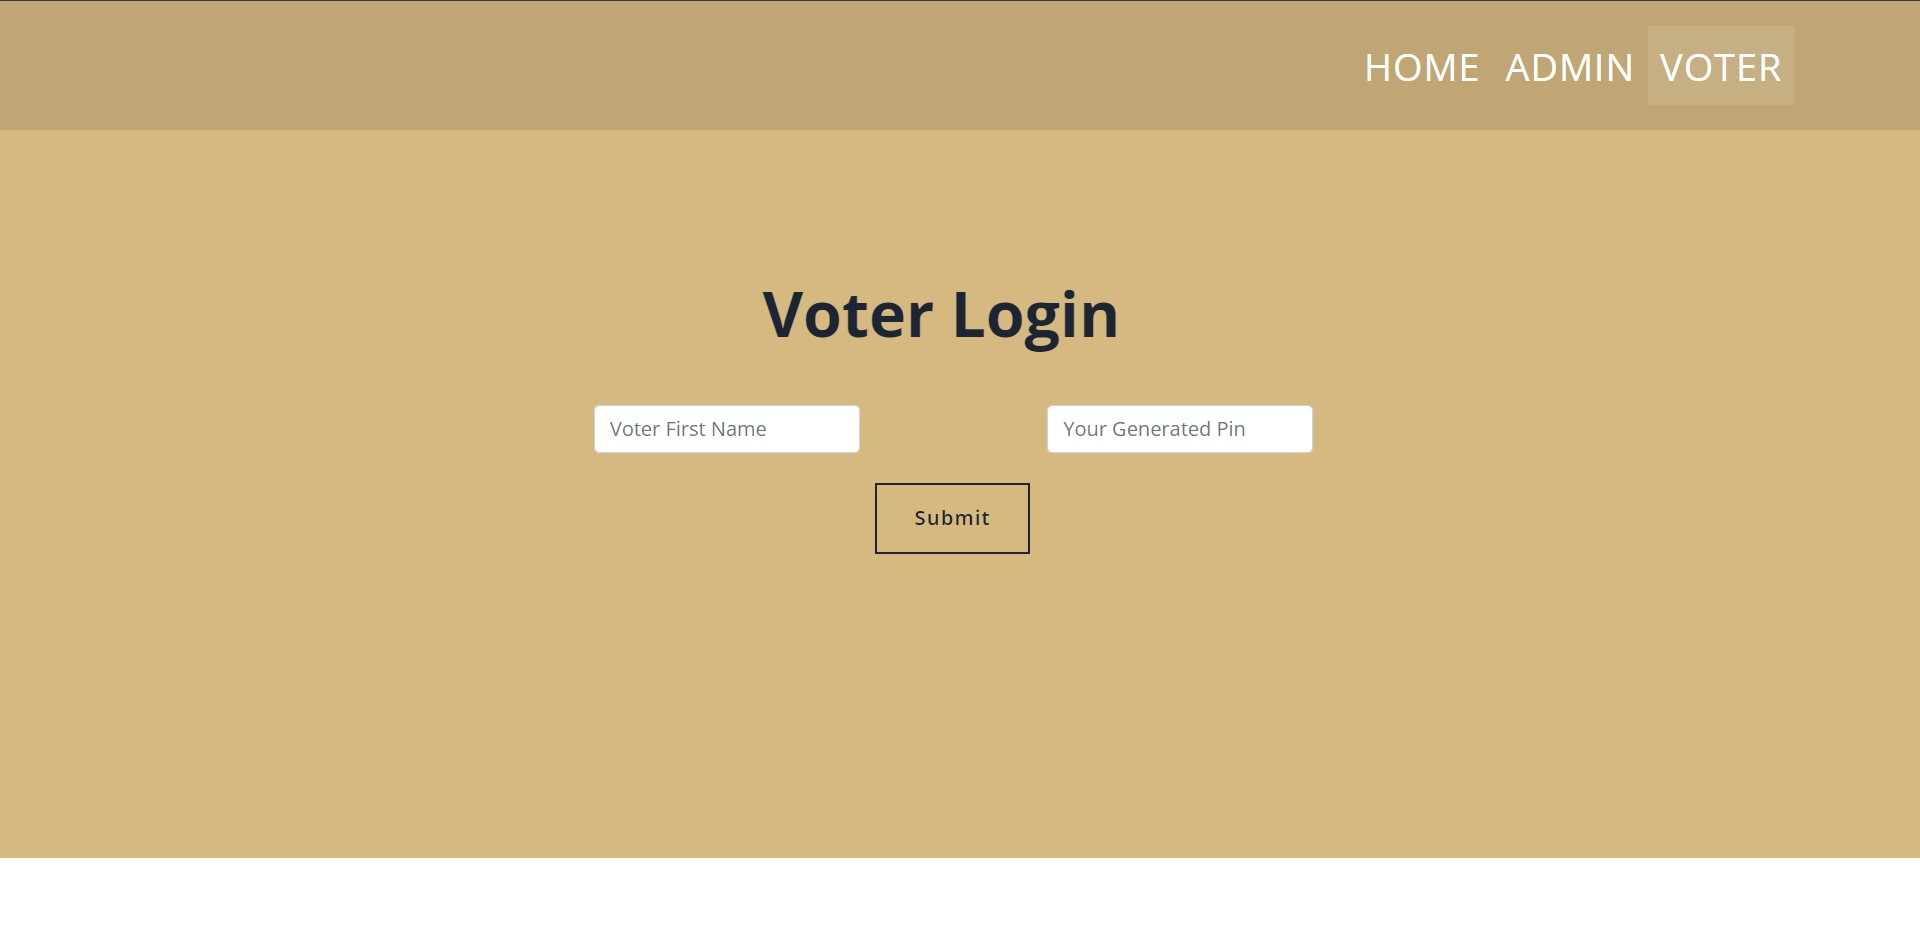 HOME ADMIN VOTER
Voter Login
Voter First Name Your Generated Pin
Submit